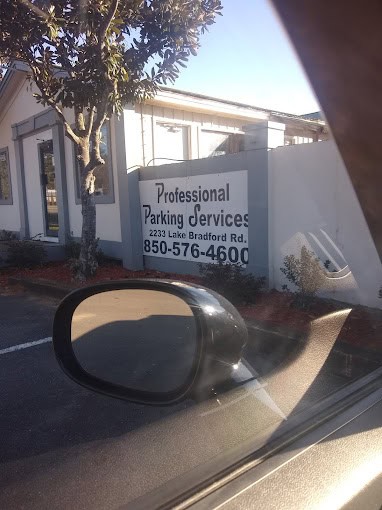 Professional
Parking Services
2233 Lake Bradford Rd.
850-576-4600